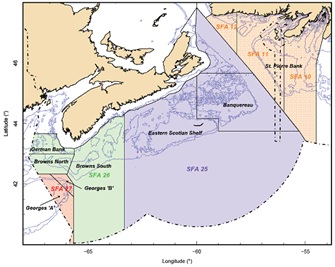 SFA 12
SFA 11
SFA 10
St. Pierre Bank
Banquereau
Eastern Scotian Shelf
SFA 25
German Bank
Browns North
Browns South
SFA 26
SFA 27
Georges 'B'
Georges 'A'
46
44
42
Latitude (°)
−65
−60
−55
Longitude (°)